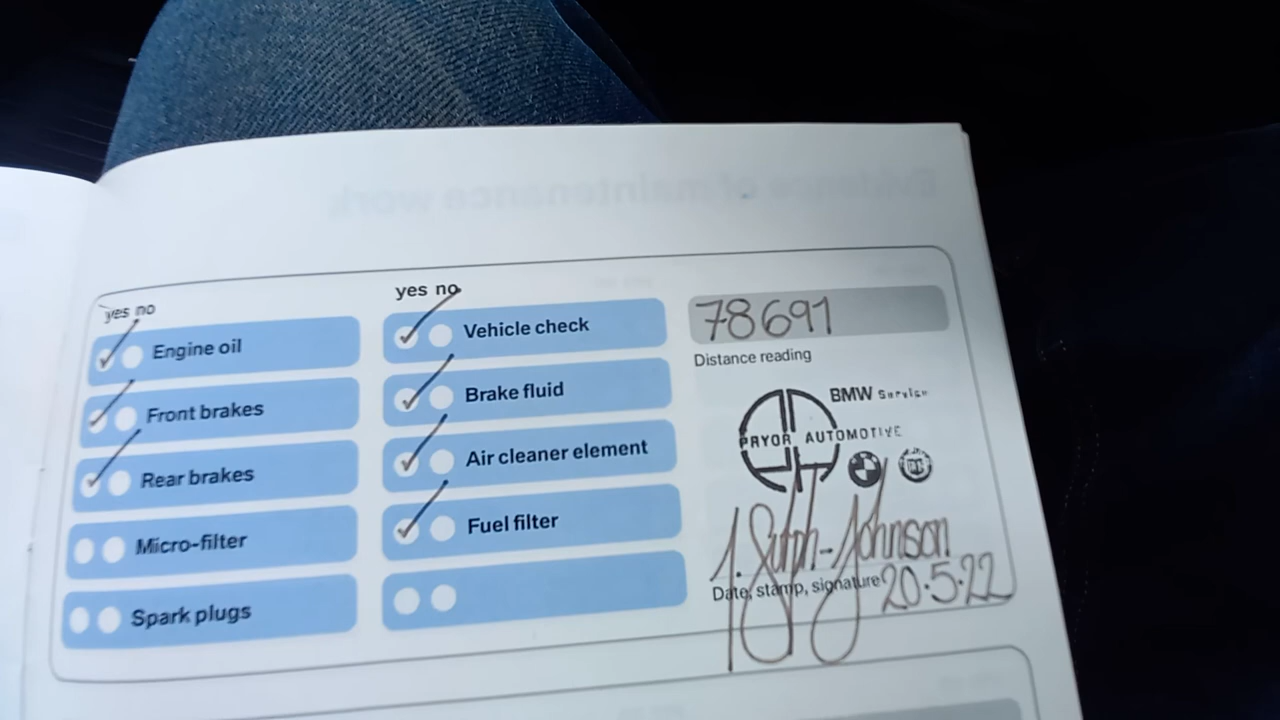 yes no
Engine oil
Front brakes
Rear brakes
Micro-filter
Spark plugs
yes no
Vehicle check
Brake fluid
Air cleaner element
Fuel filter
78691
Distance reading
BMW Service
PRYOR AUTOMOTIVE
Johnson
Date, stamp, signature 20.5.22